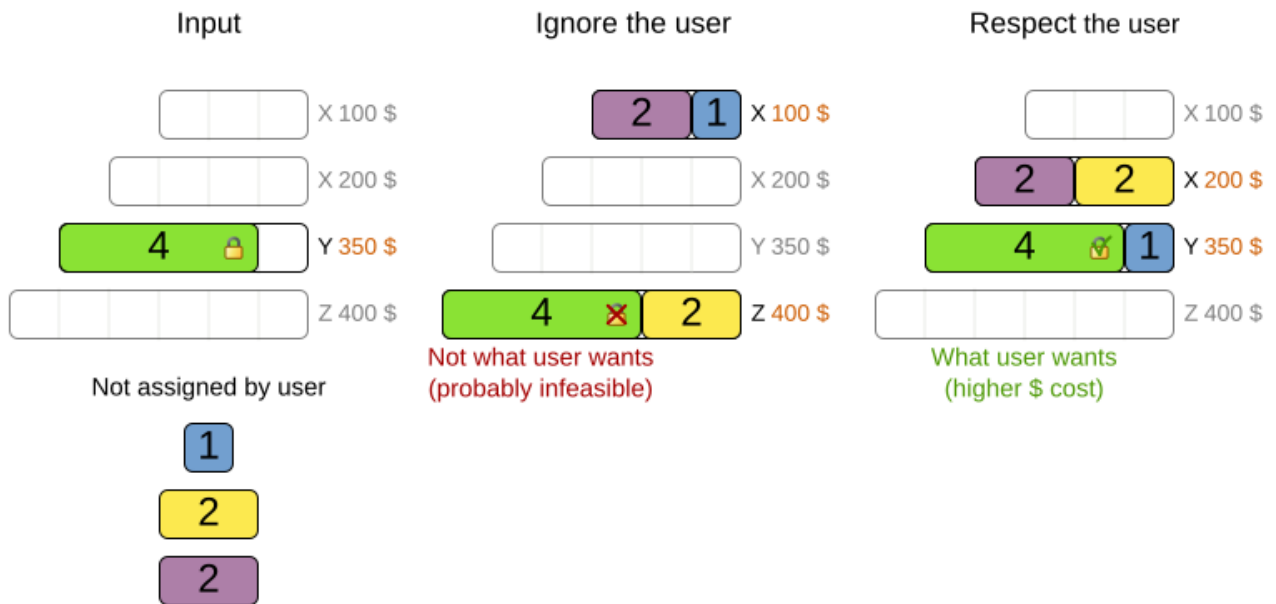 Input
X 100 $
X 200 $
4
Y 350 $
Z 400 $
Not assigned by user
1
2
2
Ignore the user
2 1 X 100 $
X 200 $
Y 350 $
4 2 Z 400 $
Not what user wants
(probably infeasible)
Respect the user
X 100 $
2 2 X 200 $
4 1 Y 350 $
Z 400 $
What user wants
(higher $ cost)